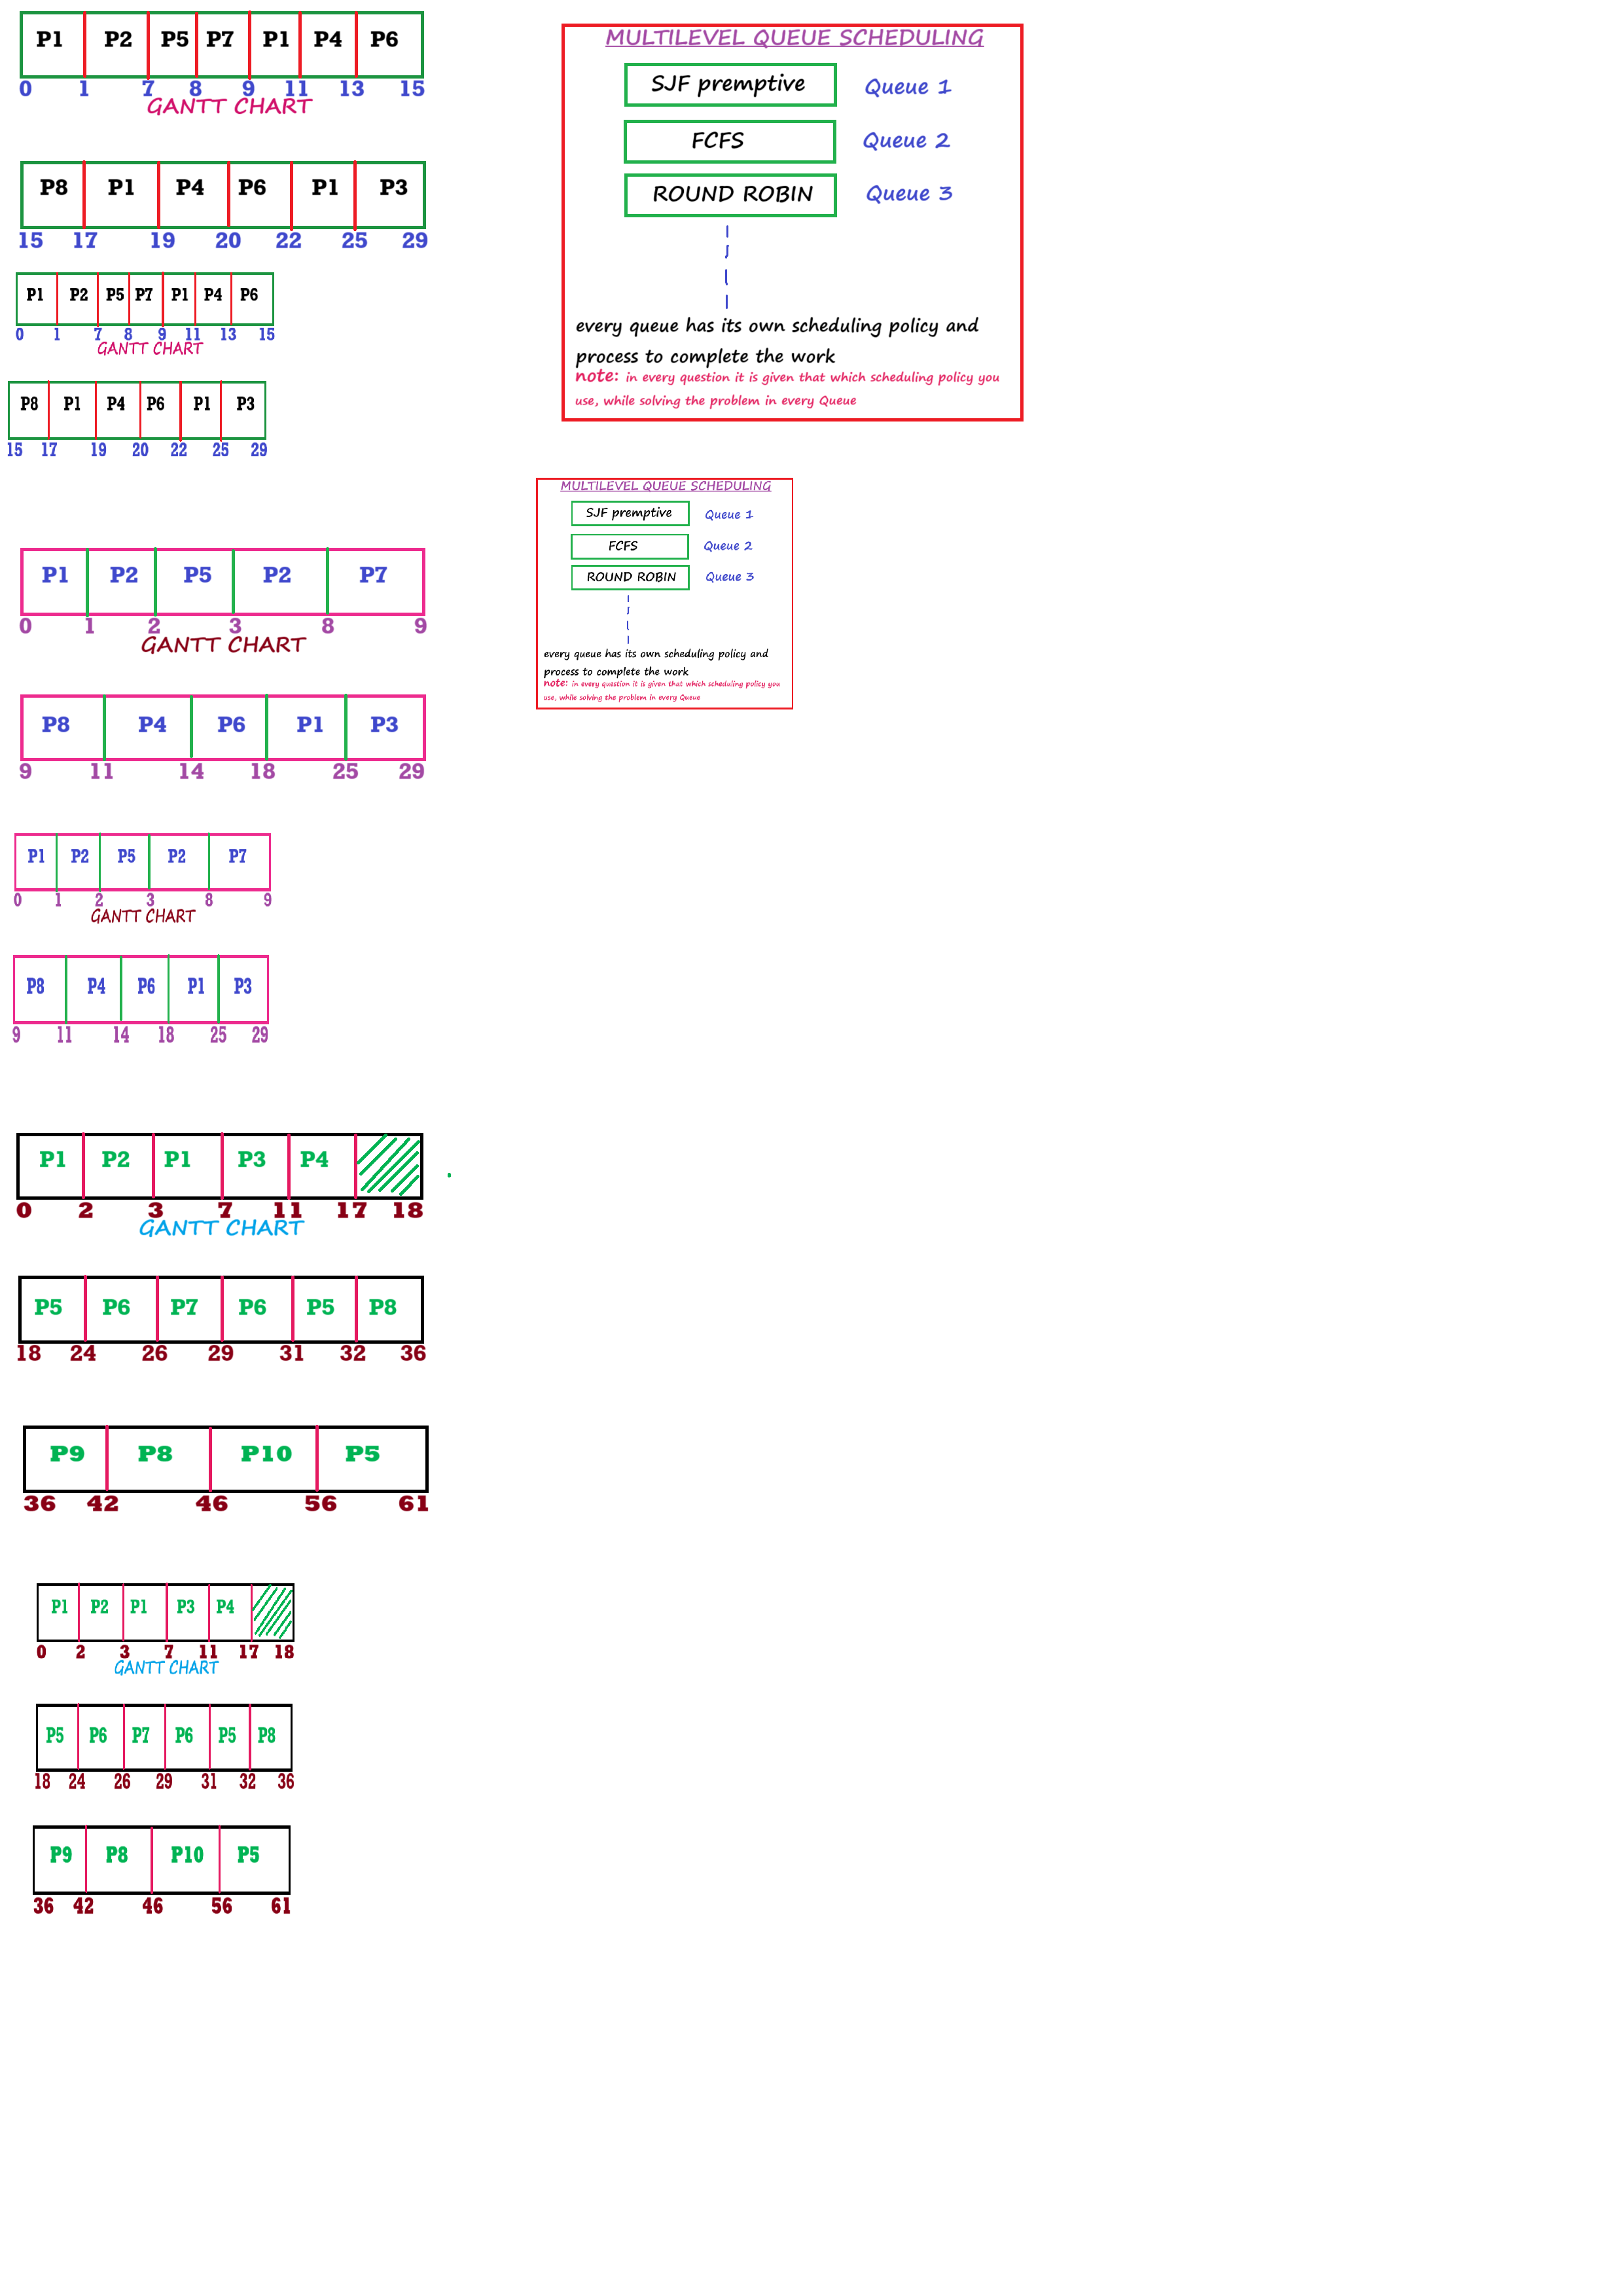 P1 P2 P5 P7 P1 P4 P6
0 1 7 8 9 11 13 15
GANTT CHART
P8 P1 P4 P6 P1 P3
15 17 19 20 22 25 29
P1 P2 P5 P7 P1 P4 P6
0 1 7 8 9 11 13 15
GANTT CHART
P8 P1 P4 P6 P1 P3
15 17 19 20 22 25 29
P1 P2 P5 P2 P7
0 1 2 3 8 9
GANTT CHART
P8 P4 P6 P1 P3
9 11 14 18 25 29
P1 P2 P5 P2 P7
0 1 2 3 8 9
GANTT CHART
P8 P4 P6 P1 P3
9 11 14 18 25 29
P1 P2 P1 P3 P4
0 2 3 7 11 17 18
GANTT CHART
P5 P6 P7 P6 P5 P8
18 24 26 29 31 32 36
P9 P8 P10 P5
36 42 46 56 61
P1 P2 P1 P3 P4
0 2 3 7 11 17 18
GANTT CHART
P5 P6 P7 P6 P5 P8
18 24 26 29 31 32 36
P9 P8 P10 P5
36 42 46 56 61
MULTILEVEL QUEUE SCHEDULING
SJF premptive Queue 1
FCFS Queue 2
ROUND ROBIN Queue 3
every queue has its own scheduling policy and
process to complete the work
note: in every question it is given that which scheduling policy you
use, while solving the problem in every Queue
MULTILEVEL QUEUE SCHEDULING
SJF premptive Queue 1
FCFS Queue 2
ROUND ROBIN Queue 3
every queue has its own scheduling policy and
process to complete the work
note: in every question it is given that which scheduling policy you
use, while solving the problem in every Queue